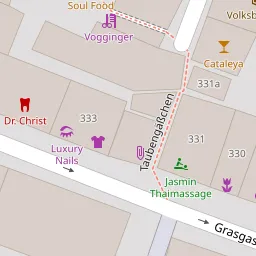 Soul Food
Vogginger
Volksb
Cataleya
331a
Dr. Christ
333
Luxury
Nails
Taubengäßchen
331
330
Jasmin
Thaimassage
Grasgas